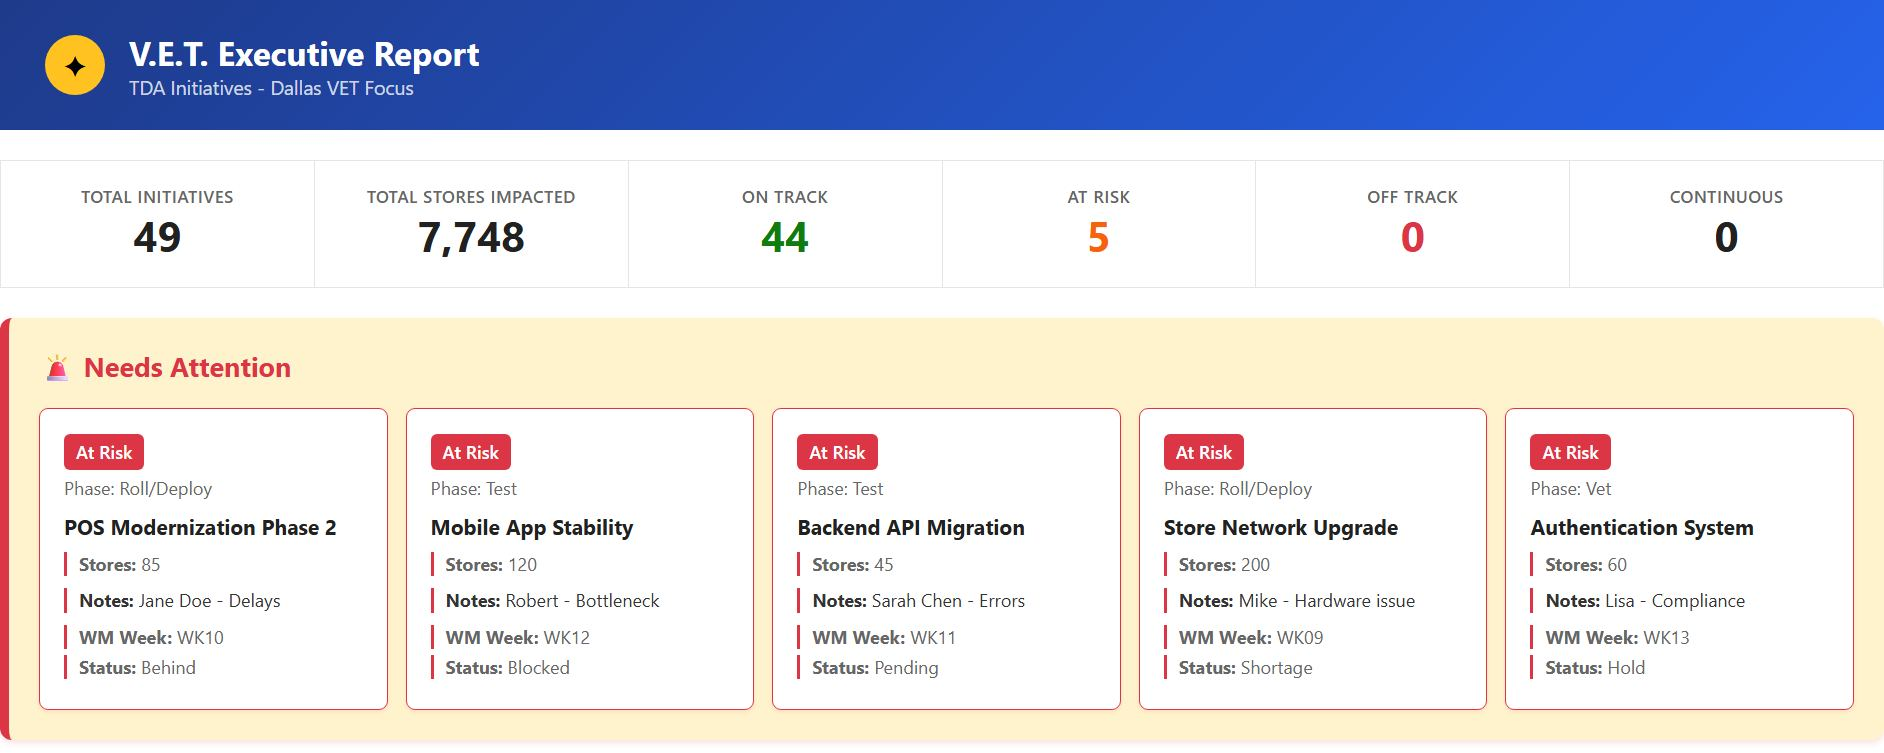 V.E.T. Executive Report
TDA Initiatives - Dallas VET Focus
TOTAL INITIATIVES
49
TOTAL STORES IMPACTED
7,748
ON TRACK
44
AT RISK
5
OFF TRACK
0
CONTINUOUS
0
Needs Attention
At Risk
Phase: Roll/Deploy
POS Modernization Phase 2
Stores: 85
Notes: Jane Doe - Delays
WM Week: WK10
Status: Behind
At Risk
Phase: Test
Mobile App Stability
Stores: 120
Notes: Robert - Bottleneck
WM Week: WK12
Status: Blocked
At Risk
Phase: Test
Backend API Migration
Stores: 45
Notes: Sarah Chen - Errors
WM Week: WK11
Status: Pending
At Risk
Phase: Roll/Deploy
Store Network Upgrade
Stores: 200
Notes: Mike - Hardware issue
WM Week: WK09
Status: Shortage
At Risk
Phase: Vet
Authentication System
Stores: 60
Notes: Lisa - Compliance
WM Week: WK13
Status: Hold